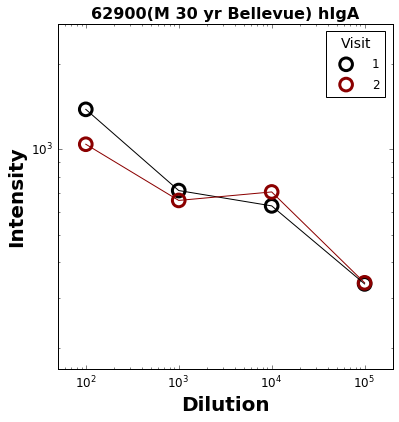 62900(M 30 yr Bellevue) hIgA
Visit
1
2
10³
Intensity
10² 10³ 10⁴ 10⁵
Dilution